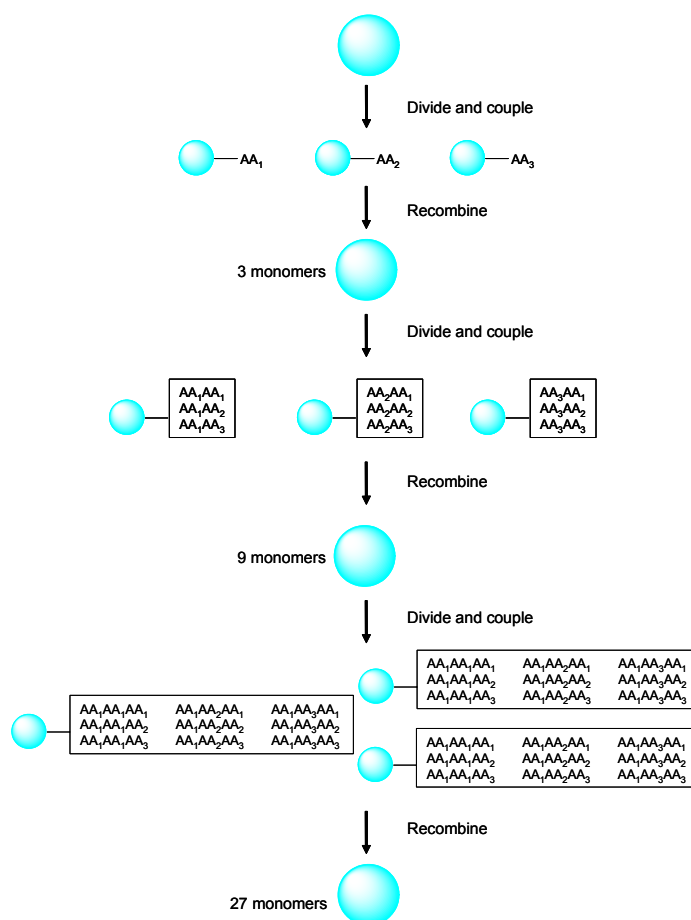 Divide and couple
AA₁ AA₂ AA₃
Recombine
3 monomers
Divide and couple
AA₁AA₁
AA₁AA₂
AA₁AA₃
AA₂AA₁
AA₂AA₂
AA₂AA₃
AA₃AA₁
AA₃AA₂
AA₃AA₃
Recombine
9 monomers
Divide and couple
AA₁AA₁AA₁ AA₁AA₂AA₁ AA₁AA₃AA₁
AA₁AA₁AA₂ AA₁AA₂AA₂ AA₁AA₃AA₂
AA₁AA₁AA₃ AA₁AA₂AA₃ AA₁AA₃AA₃
AA₁AA₁AA₁ AA₁AA₂AA₁ AA₁AA₃AA₁
AA₁AA₁AA₂ AA₁AA₂AA₂ AA₁AA₃AA₂
AA₁AA₁AA₃ AA₁AA₂AA₃ AA₁AA₃AA₃
AA₁AA₁AA₁ AA₁AA₂AA₁ AA₁AA₃AA₁
AA₁AA₁AA₂ AA₁AA₂AA₂ AA₁AA₃AA₂
AA₁AA₁AA₃ AA₁AA₂AA₃ AA₁AA₃AA₃
Recombine
27 monomers